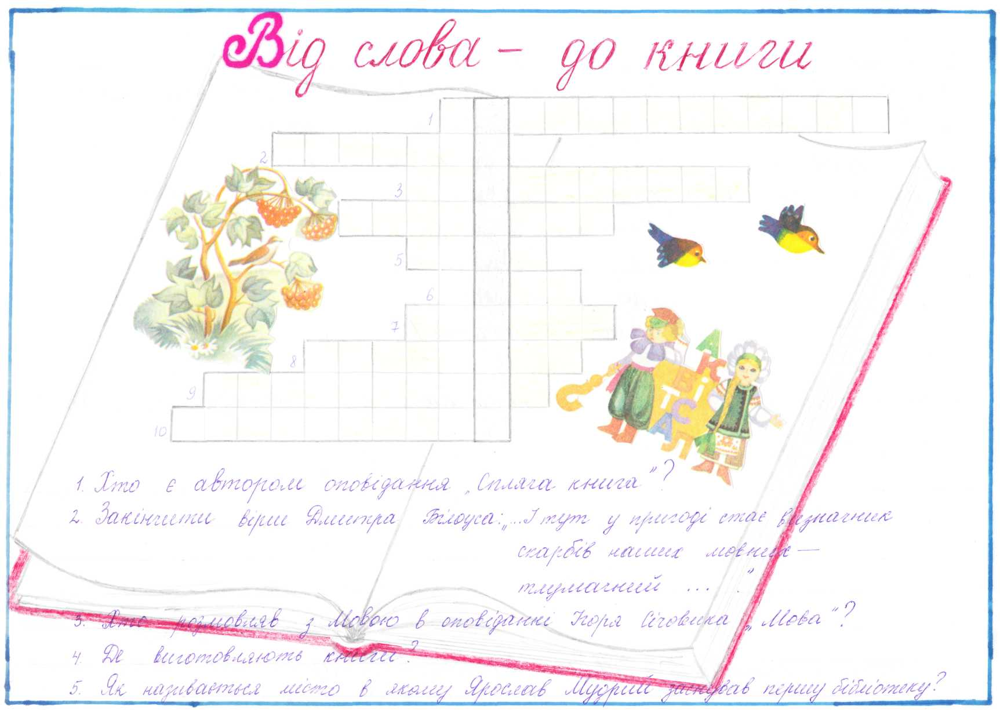 Від слова - до книги
1
2
3
5
6
7
8
9
10
А
К
В І
Т С
А Л
1. Хто є автором оповідання „Спляча книга"?
2. Закінчити вірш Дмитра Білоуса: „...І тут у пригоді стає визначник
скарбів наших мовних —
тлумачний ... ."
3. Хто розмовляв з Мовою в оповіданні Ігоря Січовика „Мова"?
4. Де виготовляють книги?
5. Як називається місто в якому Ярослав Мудрий заснував першу бібліотеку?